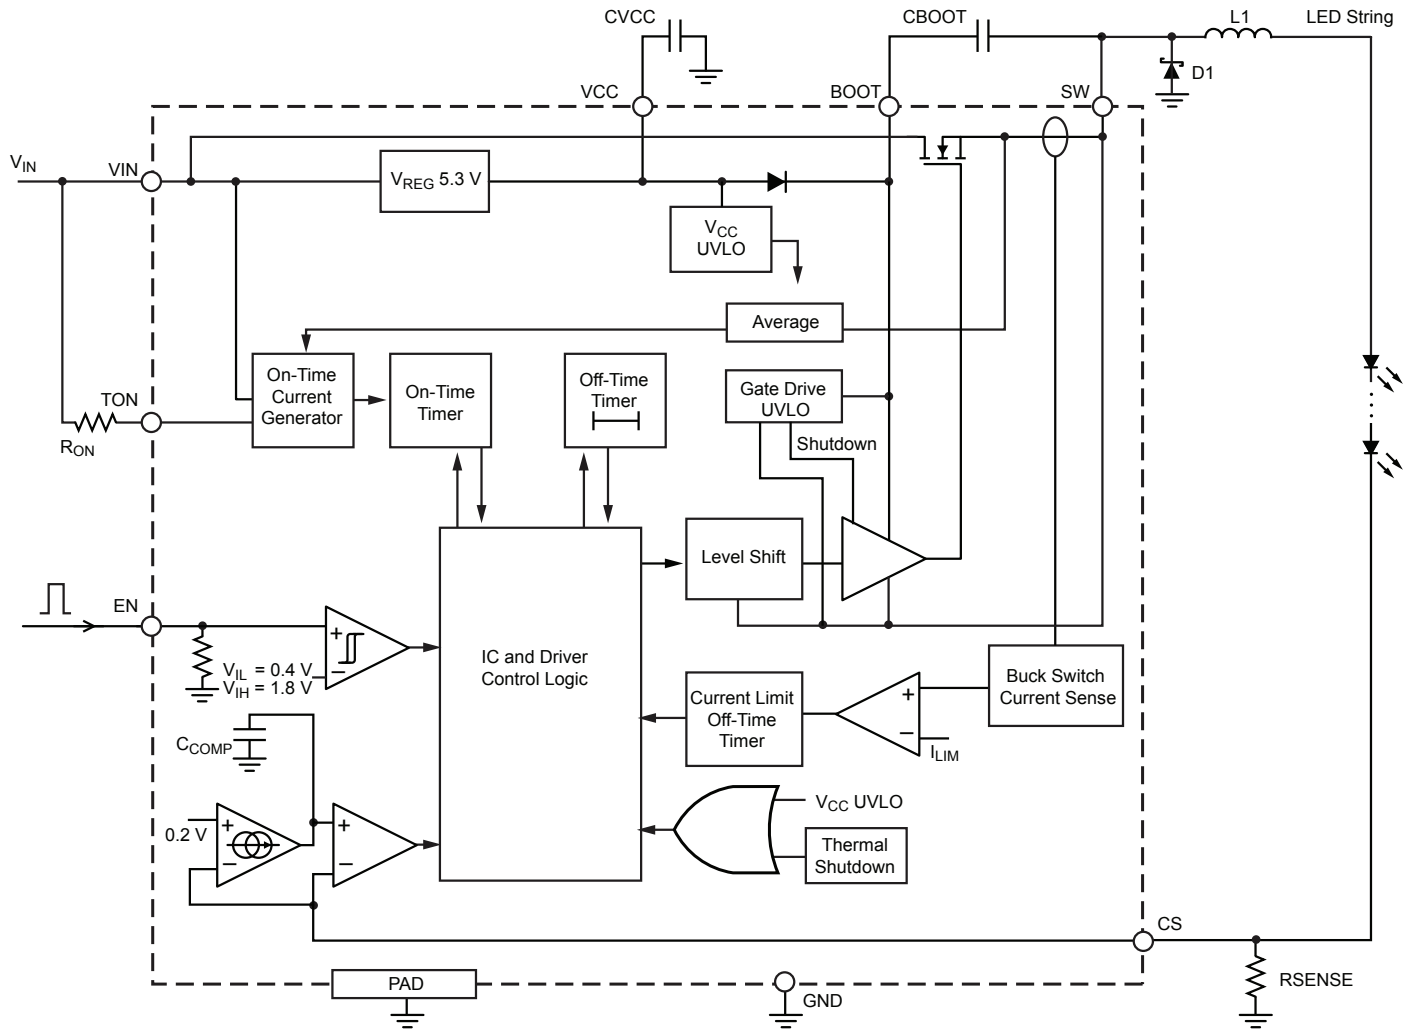 CVCC
CBOOT
L1
LED String
D1
VCC
BOOT
SW
VIN
VIN
VREG 5.3 V
VCC
UVLO
Average
On-Time
Current
Generator
On-Time
Timer
Off-Time
Timer
Gate Drive
UVLO
Shutdown
TON
RON
Level Shift
EN
VIL = 0.4 V
VIH = 1.8 V
+
–
IC and Driver
Control Logic
Buck Switch
Current Sense
Current Limit
Off-Time
Timer
+
–
ILIM
CCOMP
VCC UVLO
Thermal
Shutdown
0.2 V
+
–
+
–
CS
RSENSE
PAD
GND